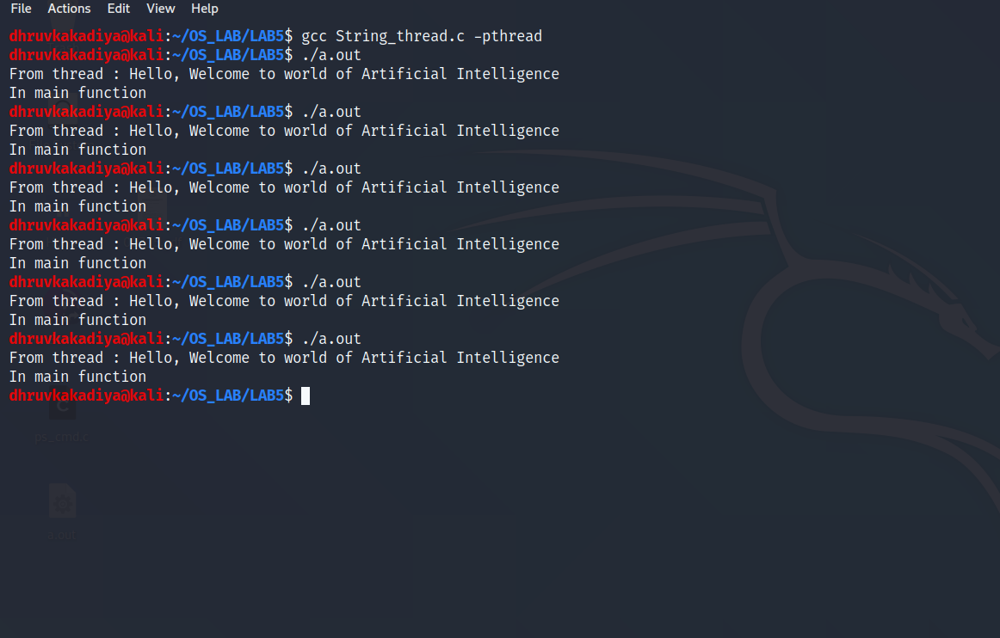 File Actions Edit View Help
dhruvkakadiya@kali:~/OS_LAB/LAB5$ gcc String_thread.c -pthread
dhruvkakadiya@kali:~/OS_LAB/LAB5$ ./a.out
From thread : Hello, Welcome to world of Artificial Intelligence
In main function
dhruvkakadiya@kali:~/OS_LAB/LAB5$ ./a.out
From thread : Hello, Welcome to world of Artificial Intelligence
In main function
dhruvkakadiya@kali:~/OS_LAB/LAB5$ ./a.out
From thread : Hello, Welcome to world of Artificial Intelligence
In main function
dhruvkakadiya@kali:~/OS_LAB/LAB5$ ./a.out
From thread : Hello, Welcome to world of Artificial Intelligence
In main function
dhruvkakadiya@kali:~/OS_LAB/LAB5$ ./a.out
From thread : Hello, Welcome to world of Artificial Intelligence
In main function
dhruvkakadiya@kali:~/OS_LAB/LAB5$ ./a.out
From thread : Hello, Welcome to world of Artificial Intelligence
In main function
dhruvkakadiya@kali:~/OS_LAB/LAB5$
C
ps_cmd.c
a.out